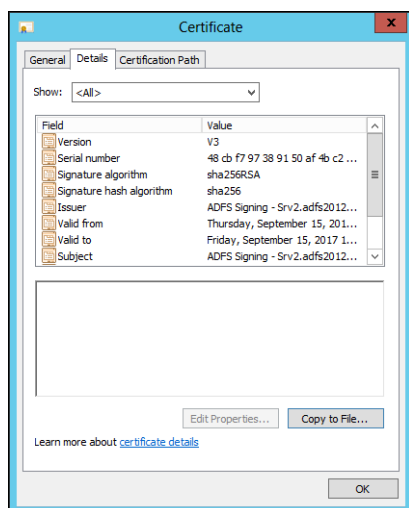 Certificate
General Details Certification Path
Show: <All>
Field Value
Version V3
Serial number 48 cb f7 97 38 91 50 af 4b c2 ...
Signature algorithm sha256RSA
Signature hash algorithm sha256
Issuer ADFS Signing - Srv2.adfs2012...
Valid from Thursday, September 15, 201...
Valid to Friday, September 15, 2017 1...
Subject ADFS Signing - Srv2.adfs2012...
Edit Properties... Copy to File...
Learn more about certificate details
OK